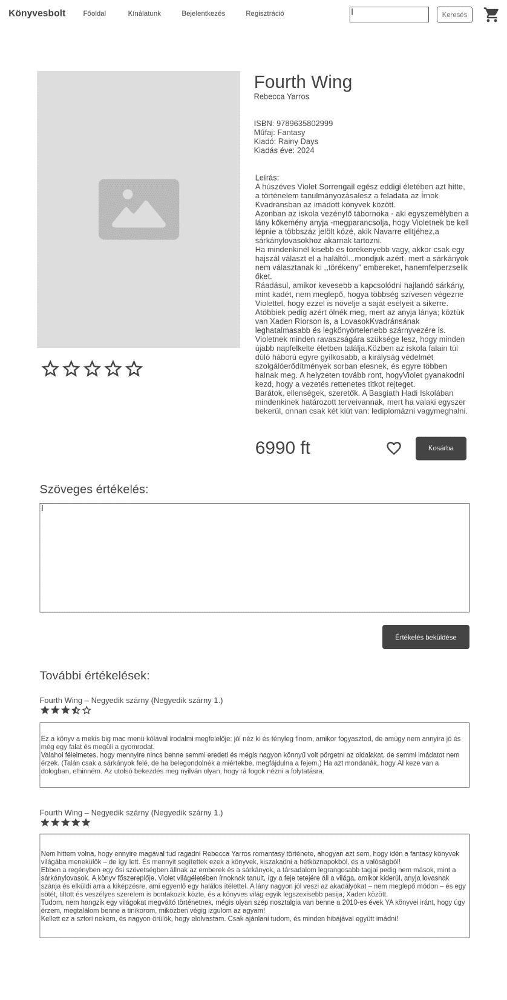 Könyvesbolt Főoldal Kínálatunk Bejelentkezés Regisztráció Keresés
Fourth Wing
Rebecca Yarros
ISBN: 9789635802999
Műfaj: Fantasy
Kiadó: Rainy Days
Kiadás éve: 2024
Leírás:
A húszéves Violet Sorrengail egész eddigi életében azt hitte,
a történelem tanulmányozásalesz a feladata az Írnok
Kvadránsban az imádott könyvek között.
Azonban az iskola vezénylő tábornoka - aki egyszemélyben a
lány kőkemény anyja -megparancsolja, hogy Violetnek be kell
lépnie a többszáz jelölt közé, akik Navarre elitjéhez,a
sárkánylovasokhoz akarnak tartozni.
Ha mindenkinél kisebb és törékenyebb vagy, akkor csak egy
hajszál választ el a haláltól...mondjuk azért, mert a sárkányok
nem választanak ki ,,törékeny" embereket, hanemfelperzselik
őket.
Ráadásul, amikor kevesebb a kapcsolódni hajlandó sárkány,
mint kadét, nem meglepő, hogya többség szívesen végezne
Violettel, hogy ezzel is növelje a saját esélyeit a sikerre.
Atöbbiek pedig azért ölnék meg, mert az anyja lánya; köztük
van Xaden Riorson is, a LovasokKvadránsának
leghatalmasabb és legkönyörtelenebb szárnyvezére is.
Violetnek minden ravaszságára szüksége lesz, hogy minden
újabb napfelkelte életben találja.Közben az iskola falain túl
dúló háború egyre gyilkosabb, a királyság védelmét
szolgálóerődítmények sorban elesnek, és egyre többen
halnak meg. A helyzeten tovább ront, hogyViolet gyanakodni
kezd, hogy a vezetés rettenetes titkot rejteget.
Barátok, ellenségek, szeretők. A Basgiath Hadi Iskolában
mindenkinek határozott terveivannak, mert ha valaki egyszer
bekerül, onnan csak két kiút van: lediplomázni vagymeghalni.
6990 ft Kosárba
Szöveges értékelés:
Értékelés beküldése
További értékelések:
Fourth Wing – Negyedik szárny (Negyedik szárny 1.)
Ez a könyv a mekis big mac menü kólával irodalmi megfelelője: jól néz ki és tényleg finom, amikor fogyasztod, de amúgy nem annyira jó és
még egy falat és megüli a gyomrodat.
Valahol félelmetes, hogy mennyire nincs benne semmi eredeti és mégis nagyon könnyű volt pörgetni az oldalakat, de semmi imádatot nem
érzek. (Talán csak a sárkányok felé, de ha belegondolnék a miértekbe, megfájdulna a fejem.) Ha azt mondanák, hogy AI keze van a
dologban, elhinném. Az utolsó bekezdés meg nyilván olyan, hogy rá fogok nézni a folytatásra.
Fourth Wing – Negyedik szárny (Negyedik szárny 1.)
Nem hittem volna, hogy ennyire magával tud ragadni Rebecca Yarros romantasy története, ahogyan azt sem, hogy idén a fantasy könyvek
világába menekülők – de így lett. És mennyit segítettek ezek a könyvek, kiszakadni a hétköznapokból, és a valóságból!
Ebben a regényben egy ősi szövetségben állnak az emberek és a sárkányok, a társadalom legrangosabb tagjai pedig nem mások, mint a
sárkánylovasok. A könyv főszereplője, Violet világéletében írnoknak tanult, így a feje tetejére áll a világa, amikor kiderül, anyja lovasnak
szánja és elküldi arra a kiképzésre, ami egyenlő egy halálos ítélettel. A lány nagyon jól veszi az akadályokat – nem meglepő módon – és egy
sötét, tiltott és veszélyes szerelem is bontakozik közte, és a könyves világ egyik legszexisebb pasija, Xaden között.
Tudom, nem hangzik egy világokat megváltó történetnek, mégis olyan szép nosztalgia van benne a 2010-es évek YA könyvei iránt, hogy úgy
érzem, megtalálom benne a tinikorom, miközben végig izgulom az agyam!
Kellett ez a sztori nekem, és nagyon örülök, hogy elolvastam. Csak ajánlani tudom, és minden hibájával együtt imádni!